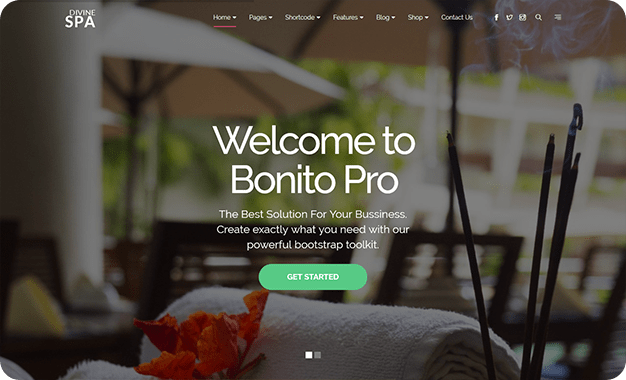 DIVINE
SPA
Home Pages Shortcode Features Blog Shop Contact Us
Welcome to
Bonito Pro
The Best Solution For Your Bussiness.
Create exactly what you need with our
powerful bootstrap toolkit.
GET STARTED